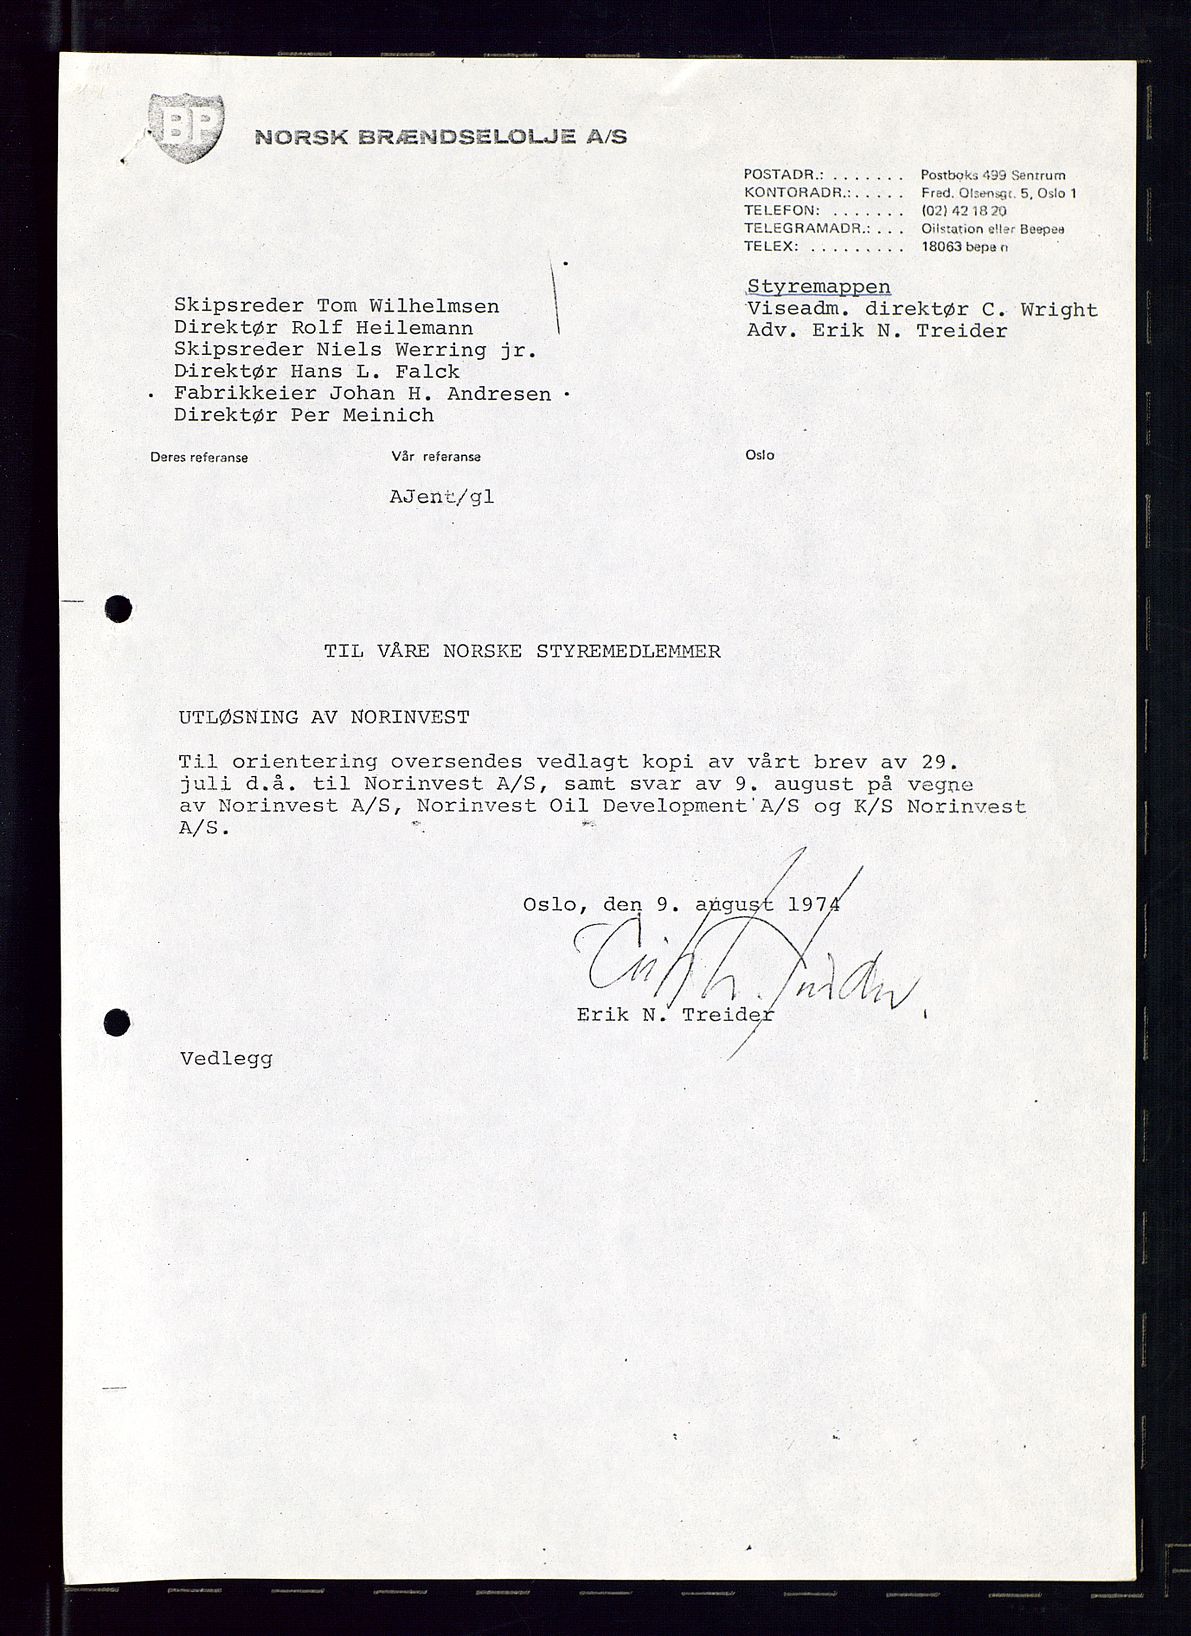 BP
NORSK BRÆNDSELOLJE A/S
POSTADR.: . . . . . . . Postboks 499 Sentrum
KONTORADR.: . . . . . Fred. Olsensgt. 5, Oslo 1
TELEFON: . . . . . . . (02) 42 18 20
TELEGRAMADR.: . . . Oilstation eller Beepee
TELEX: . . . . . . . . . 18063 bepe n
Styremappen
Viseadm. direktør C. Wright
Adv. Erik N. Treider
Skipsreder Tom Wilhelmsen
Direktør Rolf Heilemann
Skipsreder Niels Werring jr.
Direktør Hans L. Falck
Fabrikkeier Johan H. Andresen
Direktør Per Meinich
Deres referanse Vår referanse Oslo
AJent/gl
TIL VÅRE NORSKE STYREMEDLEMMER
UTLØSNING AV NORINVEST
Til orientering oversendes vedlagt kopi av vårt brev av 29.
juli d.å. til Norinvest A/S, samt svar av 9. august på vegne
av Norinvest A/S, Norinvest Oil Development A/S og K/S Norinvest
A/S.
Oslo, den 9. august 1974
Erik N. Treider
Erik N. Treider
Vedlegg